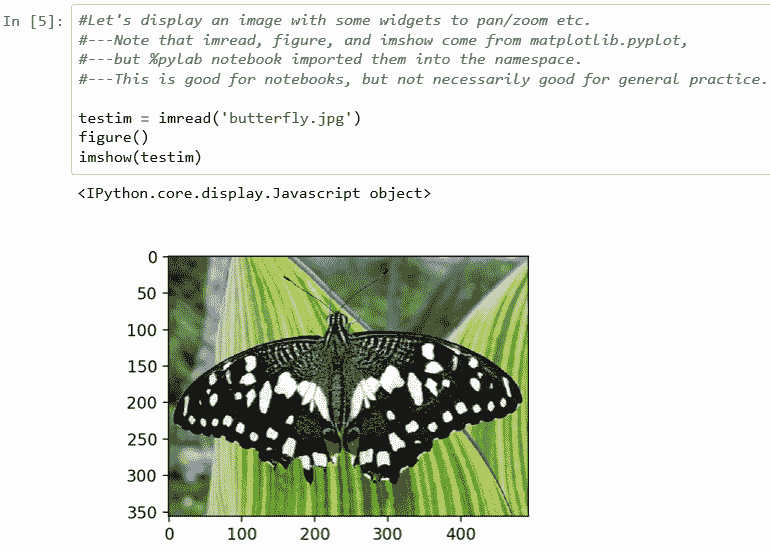 In [5]:
#Let's display an image with some widgets to pan/zoom etc.
#---Note that imread, figure, and imshow come from matplotlib.pyplot,
#---but %pylab notebook imported them into the namespace.
#---This is good for notebooks, but not necessarily good for general practice.
testim = imread('butterfly.jpg')
figure()
imshow(testim)
<IPython.core.display.Javascript object>
0
50
100
150
200
250
300
350
0 100 200 300 400